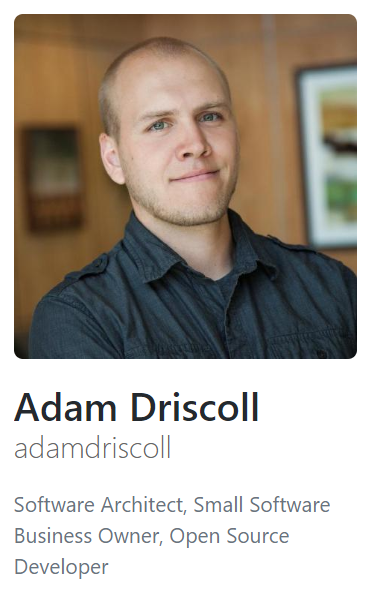 Adam Driscoll
adamdriscoll
Software Architect, Small Software
Business Owner, Open Source
Developer